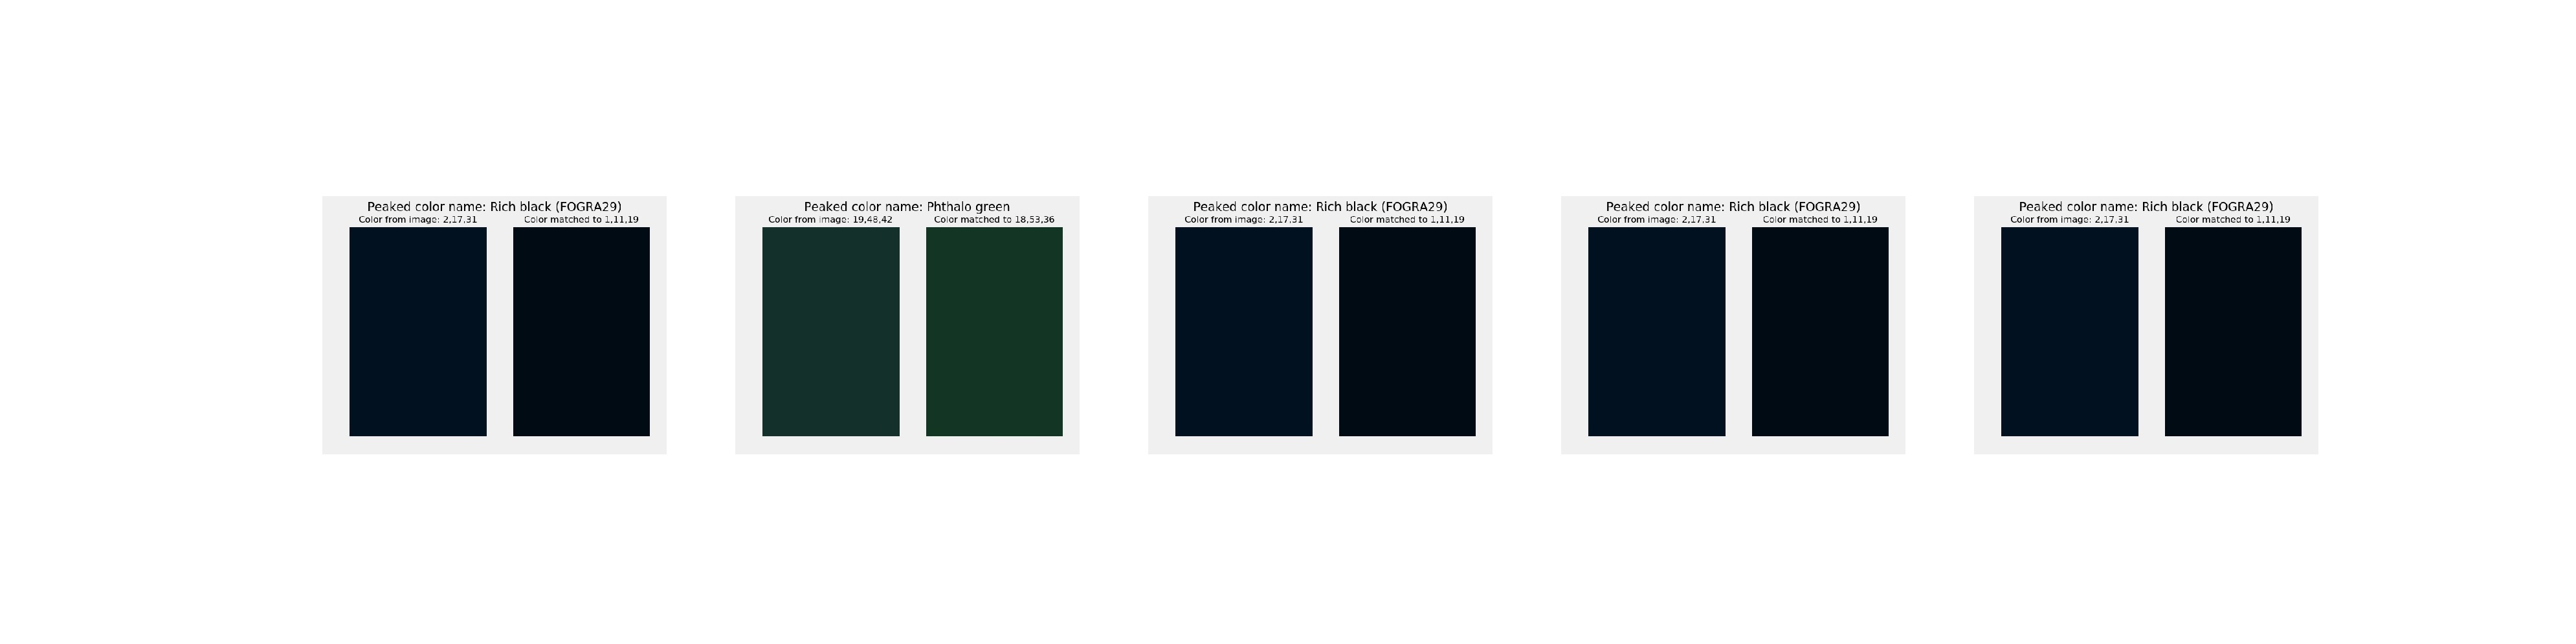 Peaked color name: Rich black (FOGRA29)
Color from image: 2,17,31
Color matched to 1,11,19
Peaked color name: Phthalo green
Color from image: 19,48,42
Color matched to 18,53,36
Peaked color name: Rich black (FOGRA29)
Color from image: 2,17,31
Color matched to 1,11,19
Peaked color name: Rich black (FOGRA29)
Color from image: 2,17,31
Color matched to 1,11,19
Peaked color name: Rich black (FOGRA29)
Color from image: 2,17,31
Color matched to 1,11,19